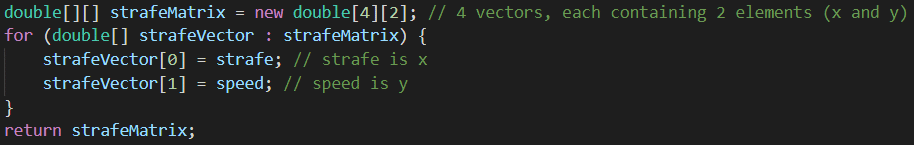 double[][] strafeMatrix = new double[4][2]; // 4 vectors, each containing 2 elements (x and y)
for (double[] strafeVector : strafeMatrix) {
    strafeVector[0] = strafe; // strafe is x
    strafeVector[1] = speed; // speed is y
}
return strafeMatrix;